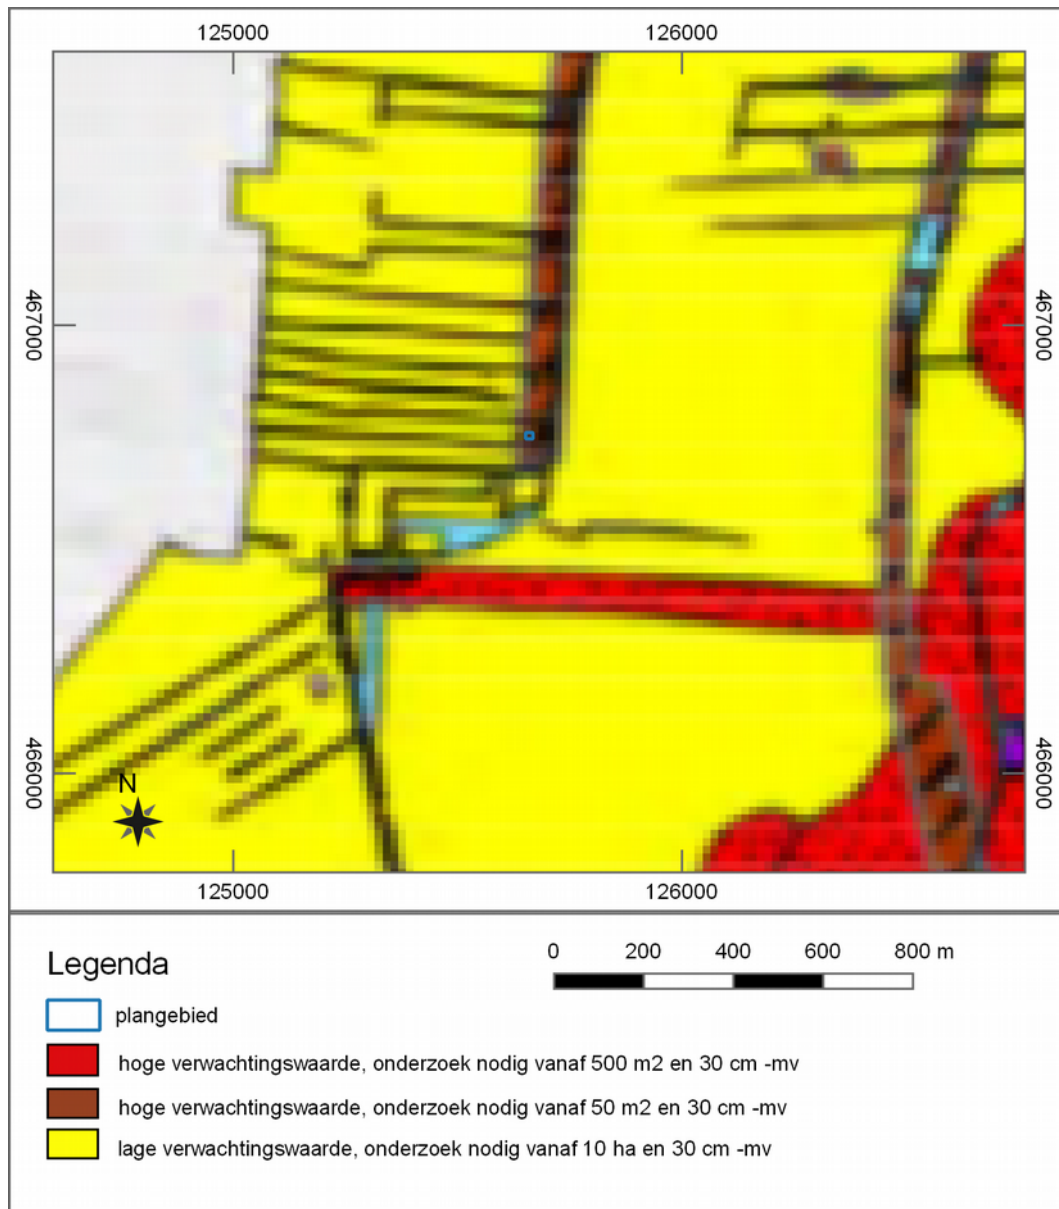 125000 126000
467000 467000
466000 466000
N
125000 126000
Legenda
0 200 400 600 800 m
plangebied
hoge verwachtingswaarde, onderzoek nodig vanaf 500 m2 en 30 cm -mv
hoge verwachtingswaarde, onderzoek nodig vanaf 50 m2 en 30 cm -mv
lage verwachtingswaarde, onderzoek nodig vanaf 10 ha en 30 cm -mv